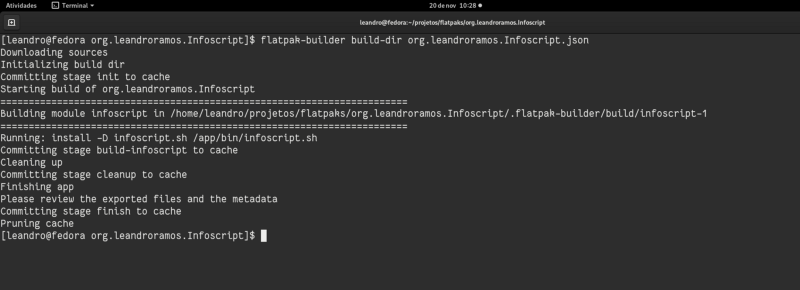 Atividades
Terminal
20 de nov 10:28
leandro@fedora:~/projetos/flatpaks/org.leandroramos.Infoscript
[leandro@fedora org.leandroramos.Infoscript]$ flatpak-builder build-dir org.leandroramos.Infoscript.json
Downloading sources
Initializing build dir
Committing stage init to cache
Starting build of org.leandroramos.Infoscript
========================================================================
Building module infoscript in /home/leandro/projetos/flatpaks/org.leandroramos.Infoscript/.flatpak-builder/build/infoscript-1
========================================================================
Running: install -D infoscript.sh /app/bin/infoscript.sh
Committing stage build-infoscript to cache
Cleaning up
Committing stage cleanup to cache
Finishing app
Please review the exported files and the metadata
Committing stage finish to cache
Pruning cache
[leandro@fedora org.leandroramos.Infoscript]$